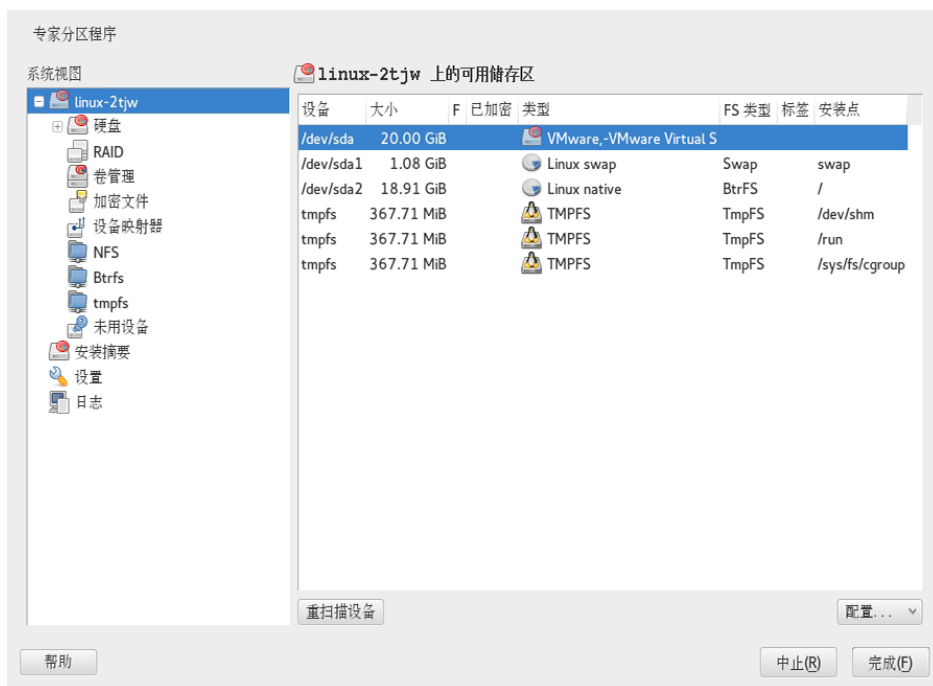 专家分区程序
系统视图
linux-2tjw
硬盘
RAID
卷管理
加密文件
设备映射器
NFS
Btrfs
tmpfs
未用设备
安装摘要
设置
日志
linux-2tjw 上的可用储存区
设备 大小 F 已加密 类型 FS 类型 标签 安装点
/dev/sda 20.00 GiB VMware,-VMware Virtual S
/dev/sda1 1.08 GiB Linux swap Swap swap
/dev/sda2 18.91 GiB Linux native BtrFS /
tmpfs 367.71 MiB TMPFS TmpFS /dev/shm
tmpfs 367.71 MiB TMPFS TmpFS /run
tmpfs 367.71 MiB TMPFS TmpFS /sys/fs/cgroup
重扫描设备 配置...
帮助 中止(R) 完成(F)